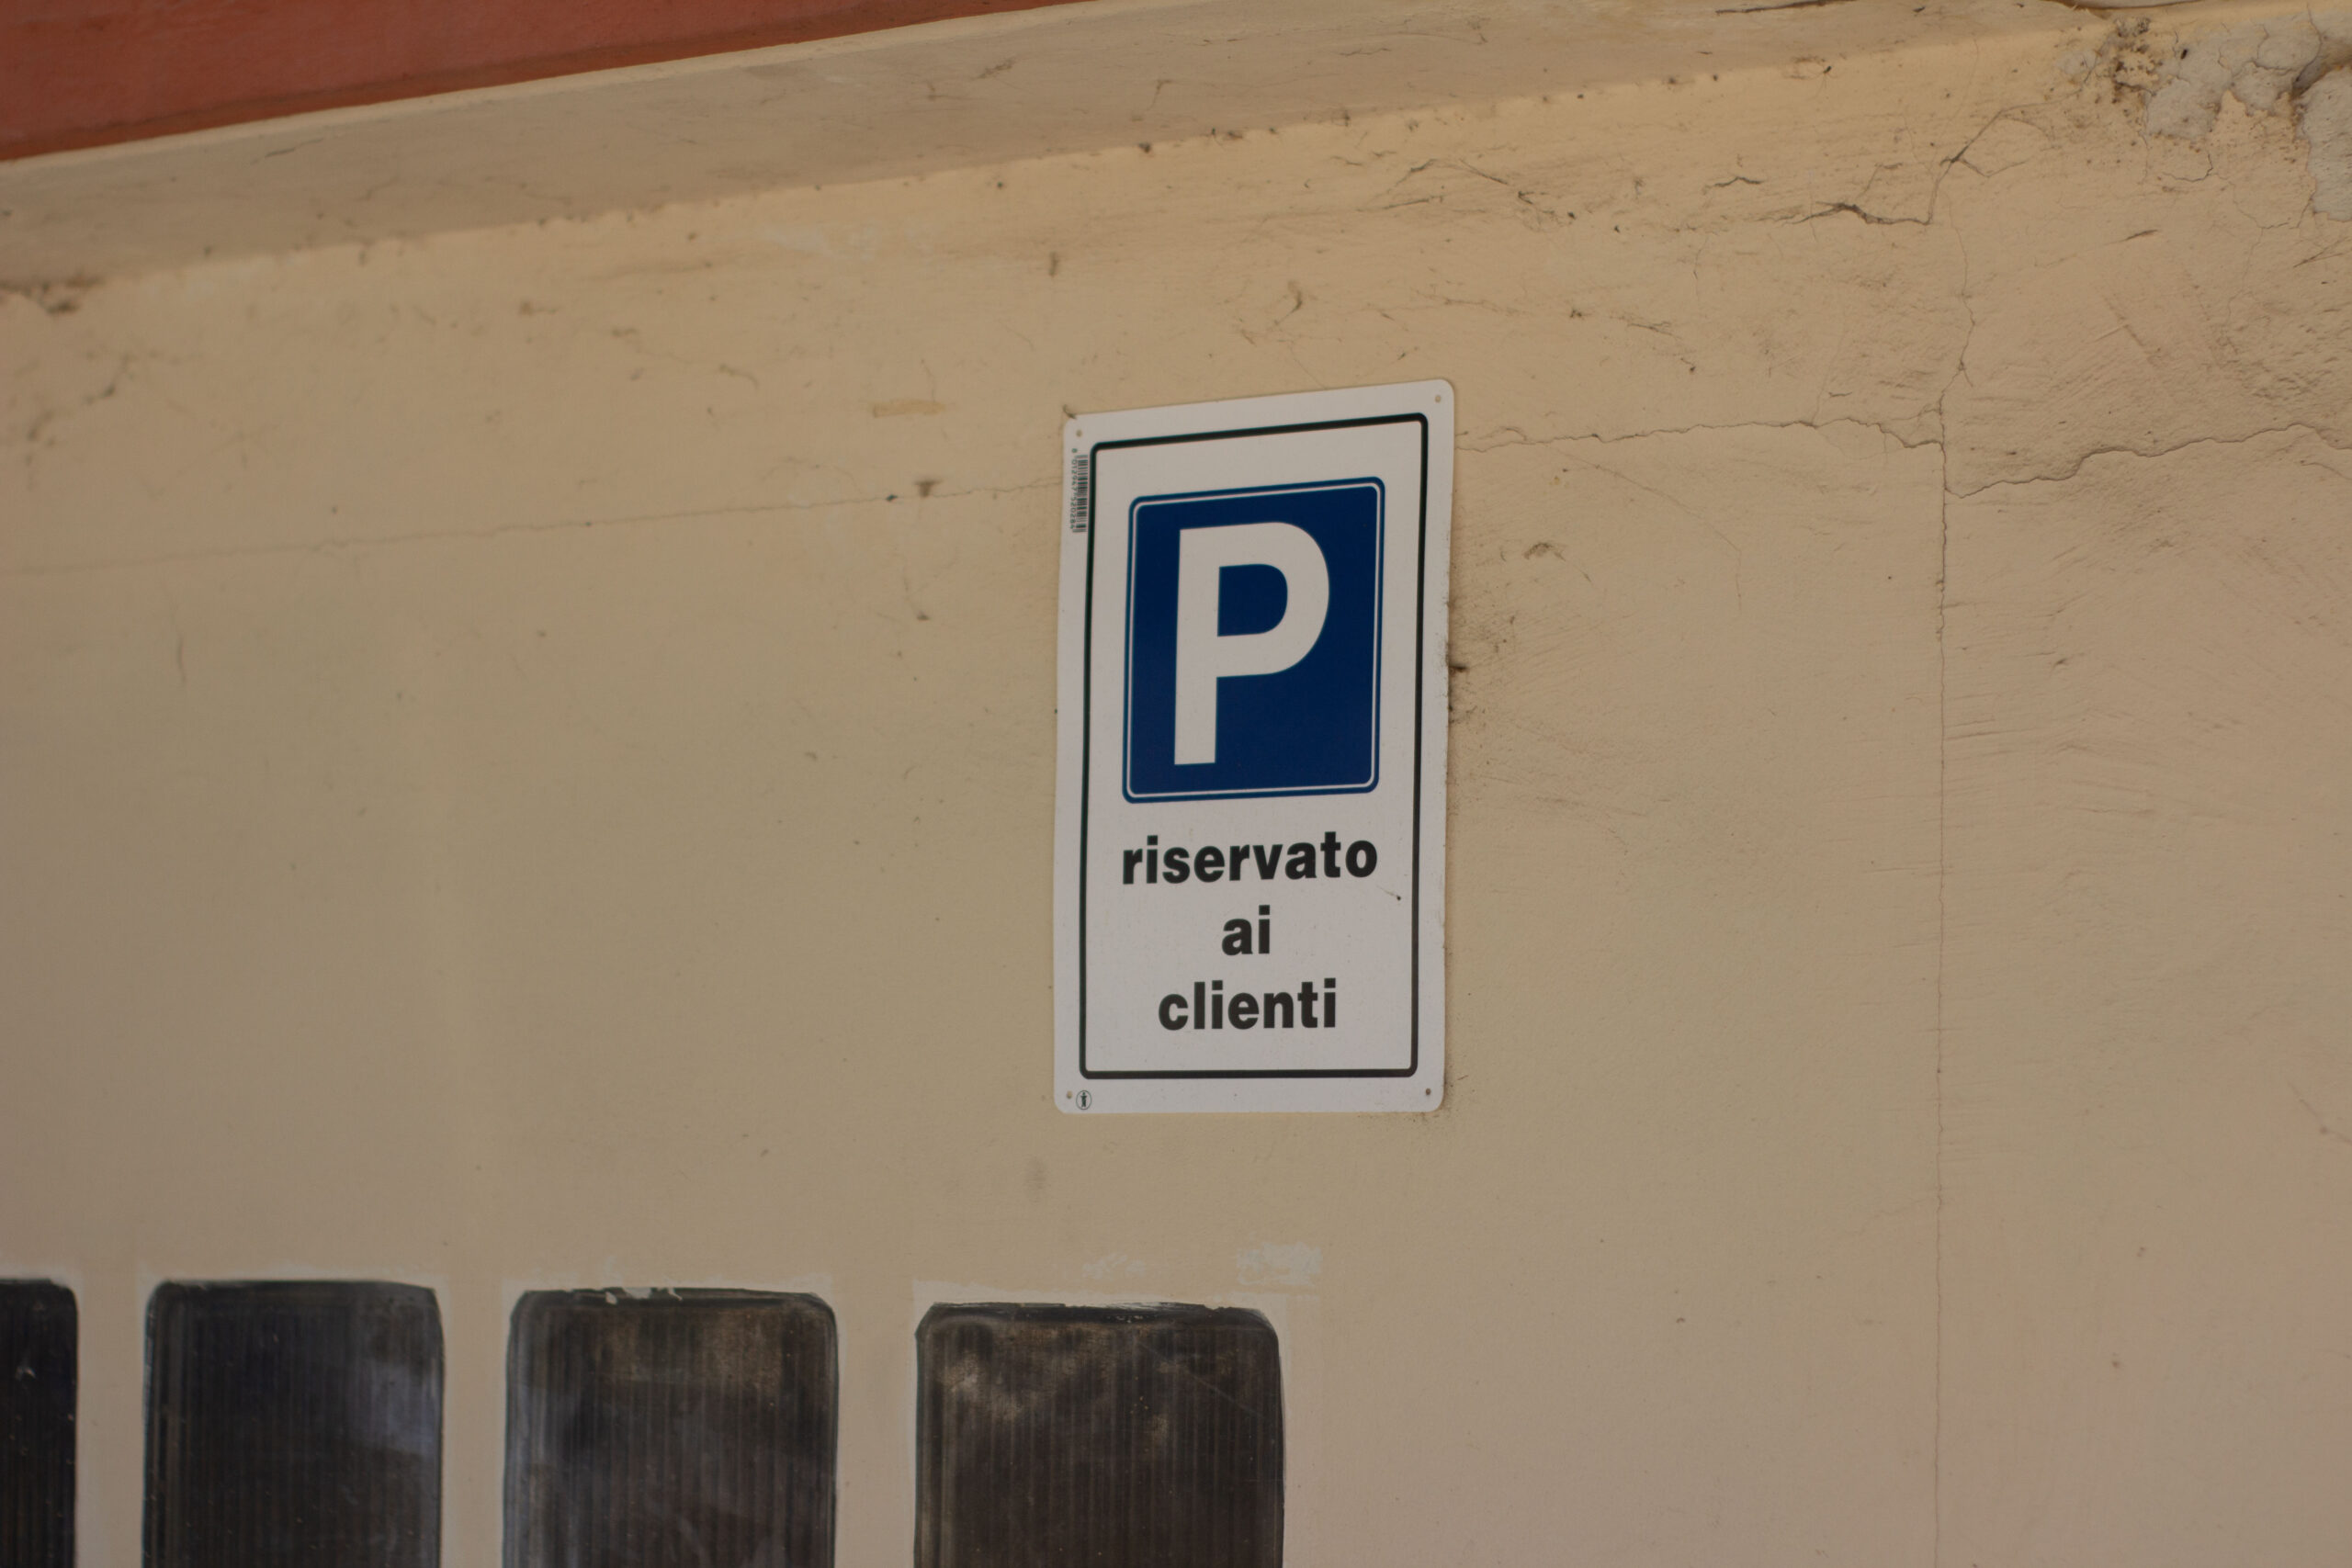 P
riservato
ai
clienti